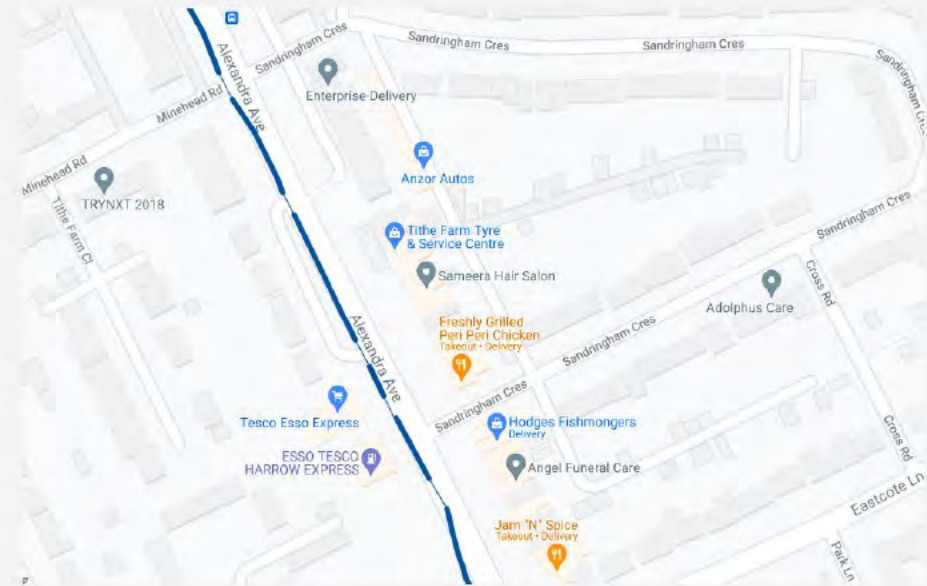 Sandringham Cres
Sandringham Cres
Sandringham Cres
Sandringham Cres
Alexandra Ave
Enterprise Delivery
Minehead Rd
Minehead Rd
Anzor Autos
TRYNXT 2018
Tithe Farm Cl
Tithe Farm Tyre
& Service Centre
Sandringham Cres
Sameera Hair Salon
Cross Rd
Adolphus Care
Freshly Grilled
Peri Peri Chicken
Takeout • Delivery
Alexandra Ave
Sandringham Cres
Sandringham Cres
Tesco Esso Express
Hodges Fishmongers
Delivery
Cross Rd
ESSO TESCO
HARROW EXPRESS
Angel Funeral Care
Eastcote Ln
Jam "N" Spice
Takeout • Delivery
Park Ln